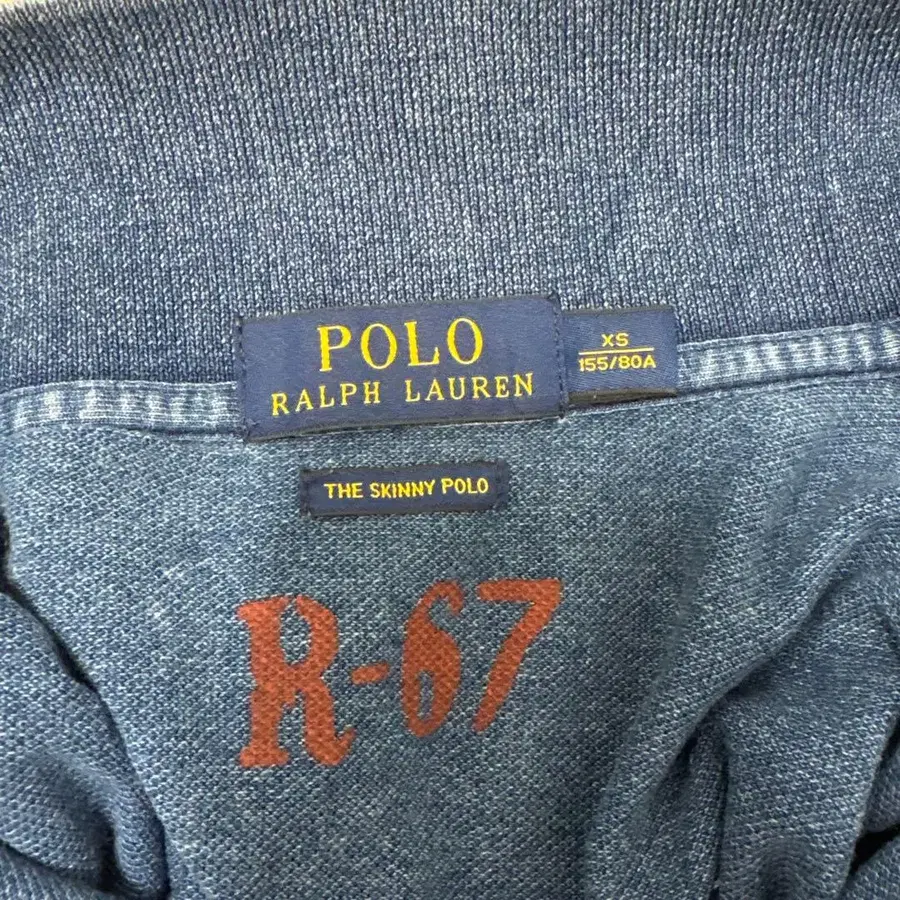 POLO
RALPH LAUREN
XS
155/80A
THE SKINNY POLO
R-67